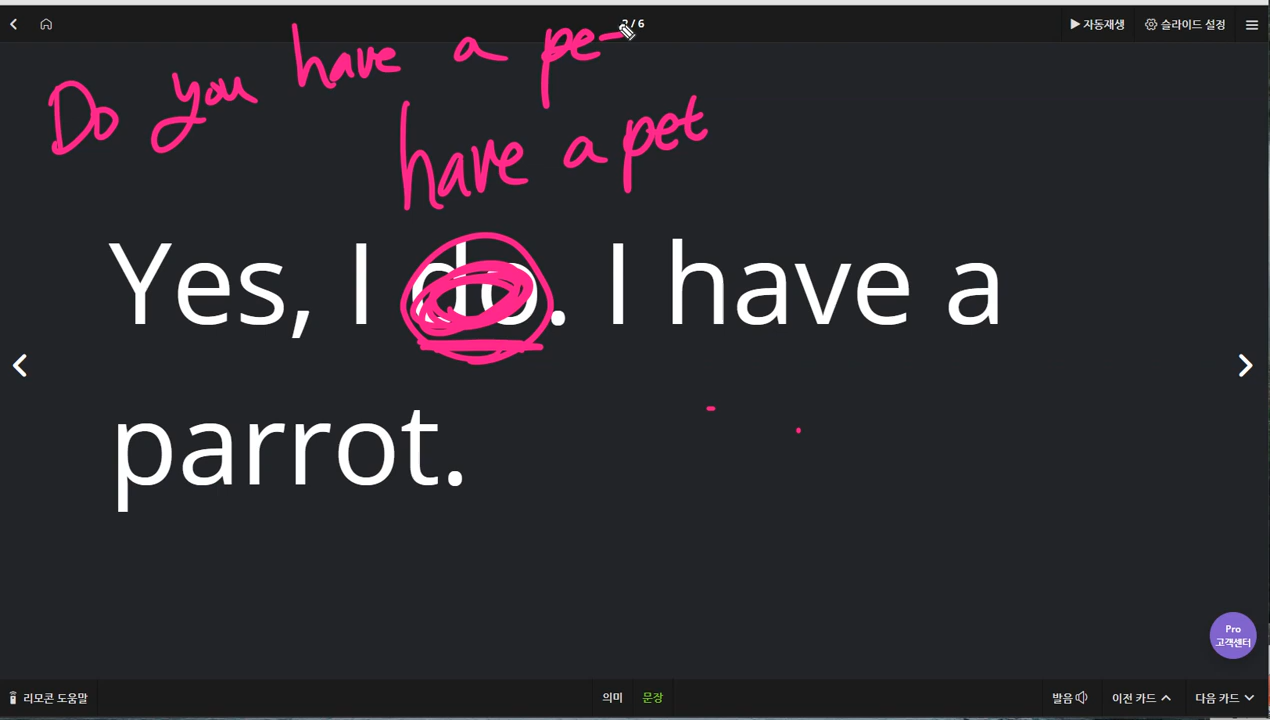 2 / 6
자동재생
슬라이드 설정
Do you have a pe
have a pet
Yes, I do. I have a
parrot.
Pro
고객센터
리모콘 도움말
의미
문장
발음
이전 카드
다음 카드